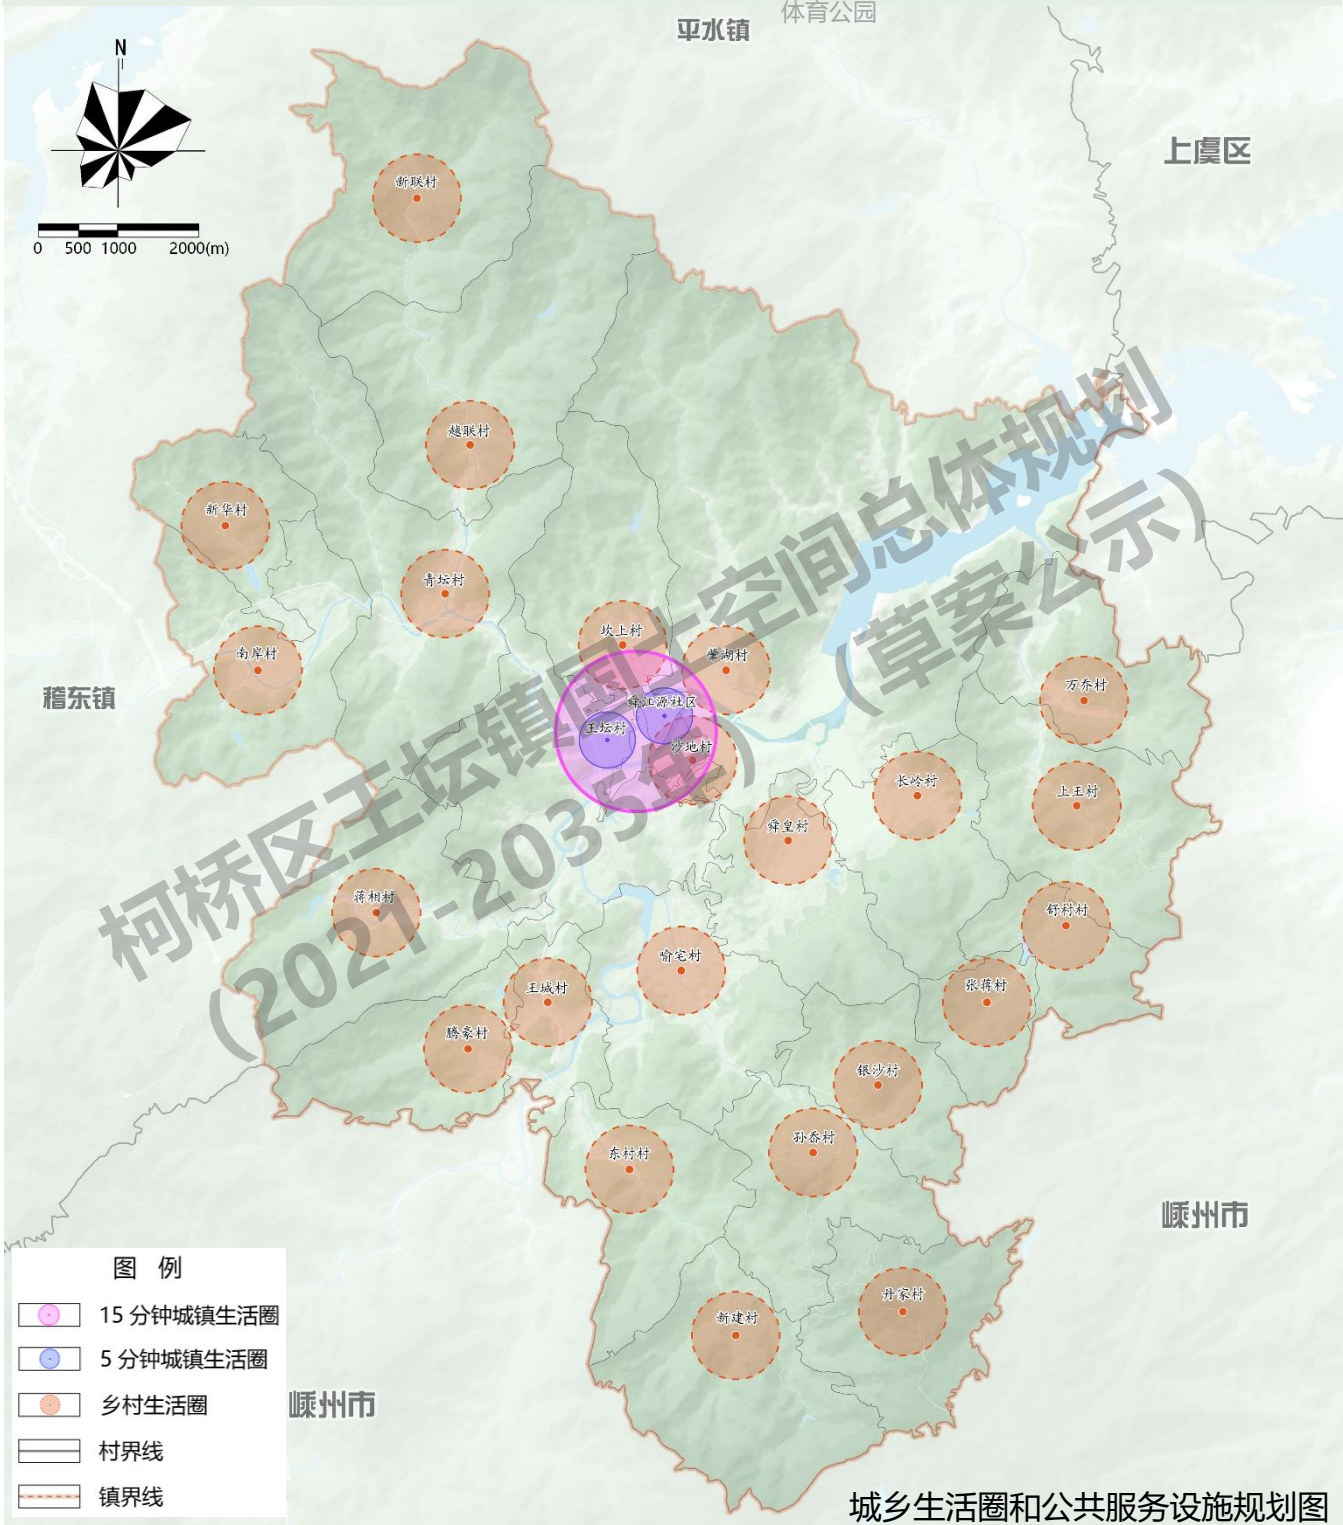 体育公园
平水镇
N
上虞区
0 500 1000 2000(m)
新联村
越联村
新华村
青坛村
坎上村
南岸村
肇湖村
万乔村
稽东镇
舜江源社区
王坛村
沙地村
长岭村
上王村
舜皇村
蒋相村
舒村村
喻宅村
王城村
张蒋村
腾豪村
银沙村
孙岙村
东村村
嵊州市
丹家村
新建村
柯桥区王坛镇国土空间总体规划
(2021-2035年)
(草案公示)
图 例
15 分钟城镇生活圈
5 分钟城镇生活圈
乡村生活圈
嵊州市
村界线
镇界线
城乡生活圈和公共服务设施规划图